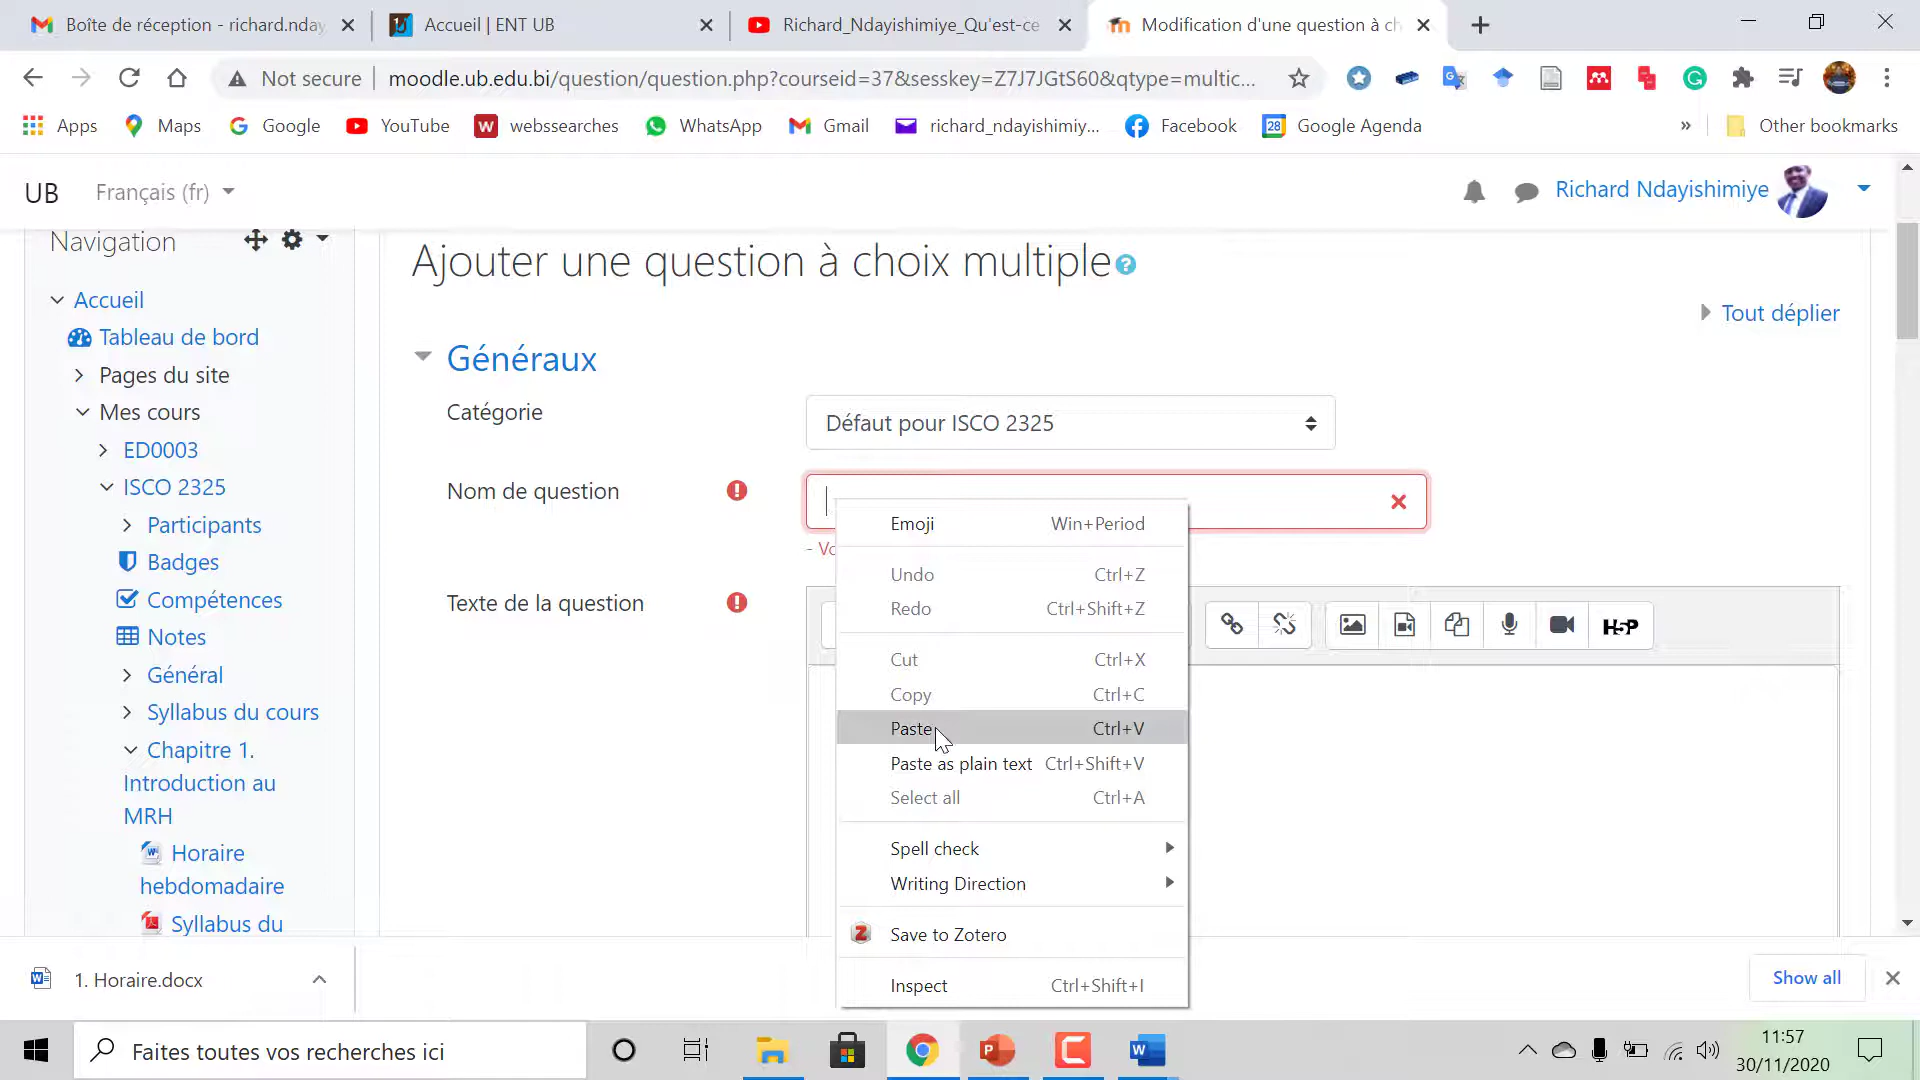 Boîte de réception - richard.nday
Accueil | ENT UB
Richard_Ndayishimiye_Qu'est-ce
Modification d'une question à ch
Not secure
moodle.ub.edu.bi/question/question.php?courseid=37&sesskey=Z7J7JGtS60&qtype=multic...
Apps
Maps
Google
YouTube
webssearches
WhatsApp
Gmail
richard_ndayishimiy...
Facebook
Google Agenda
»
Other bookmarks
UB
Français (fr)
Richard Ndayishimiye
Navigation
Accueil
Tableau de bord
Pages du site
Mes cours
ED0003
ISCO 2325
Participants
Badges
Compétences
Notes
Général
Syllabus du cours
Chapitre 1.
Introduction au
MRH
Horaire
hebdomadaire
Syllabus du
Ajouter une question à choix multiple
Tout déplier
Généraux
Catégorie
Défaut pour ISCO 2325
Nom de question
- Vo
Texte de la question
H5P
Emoji Win+Period
Undo Ctrl+Z
Redo Ctrl+Shift+Z
Cut Ctrl+X
Copy Ctrl+C
Paste Ctrl+V
Paste as plain text Ctrl+Shift+V
Select all Ctrl+A
Spell check
Writing Direction
Save to Zotero
Inspect Ctrl+Shift+I
1. Horaire.docx
Show all
Faites toutes vos recherches ici
11:57
30/11/2020